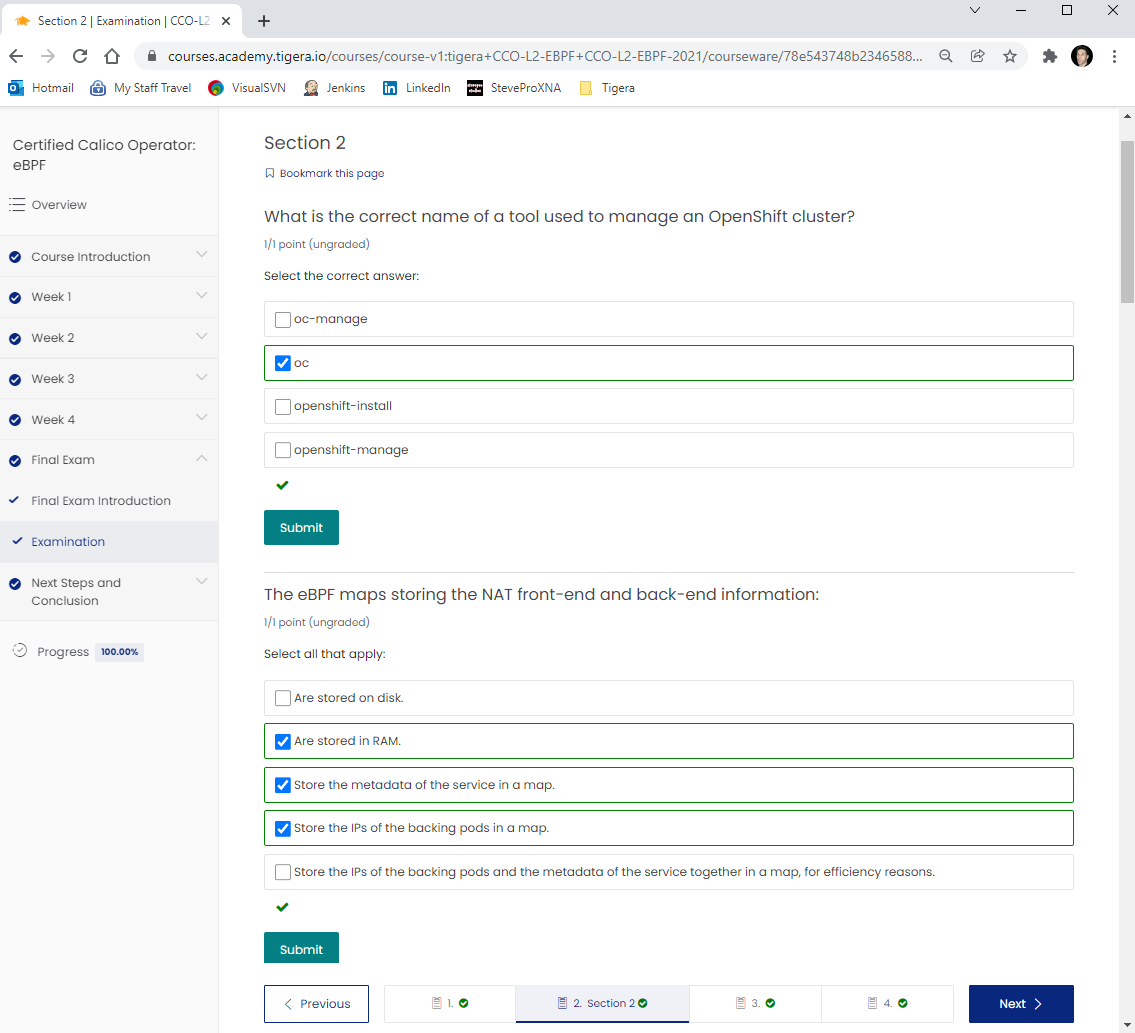 Section 2 | Examination | CCO-L2-
courses.academy.tigera.io/courses/course-v1:tigera+CCO-L2-EBPF+CCO-L2-EBPF-2021/courseware/78e543748b2346588...
Hotmail My Staff Travel VisualSVN Jenkins LinkedIn SteveProXNA Tigera
Certified Calico Operator:
eBPF
Overview
Course Introduction
Week 1
Week 2
Week 3
Week 4
Final Exam
Final Exam Introduction
Examination
Next Steps and
Conclusion
Progress 100.00%
Section 2
Bookmark this page
What is the correct name of a tool used to manage an OpenShift cluster?
1/1 point (ungraded)
Select the correct answer:
oc-manage
oc
openshift-install
openshift-manage
Submit
The eBPF maps storing the NAT front-end and back-end information:
1/1 point (ungraded)
Select all that apply:
Are stored on disk.
Are stored in RAM.
Store the metadata of the service in a map.
Store the IPs of the backing pods in a map.
Store the IPs of the backing pods and the metadata of the service together in a map, for efficiency reasons.
Submit
Previous 1. 2. Section 2 3. 4. Next